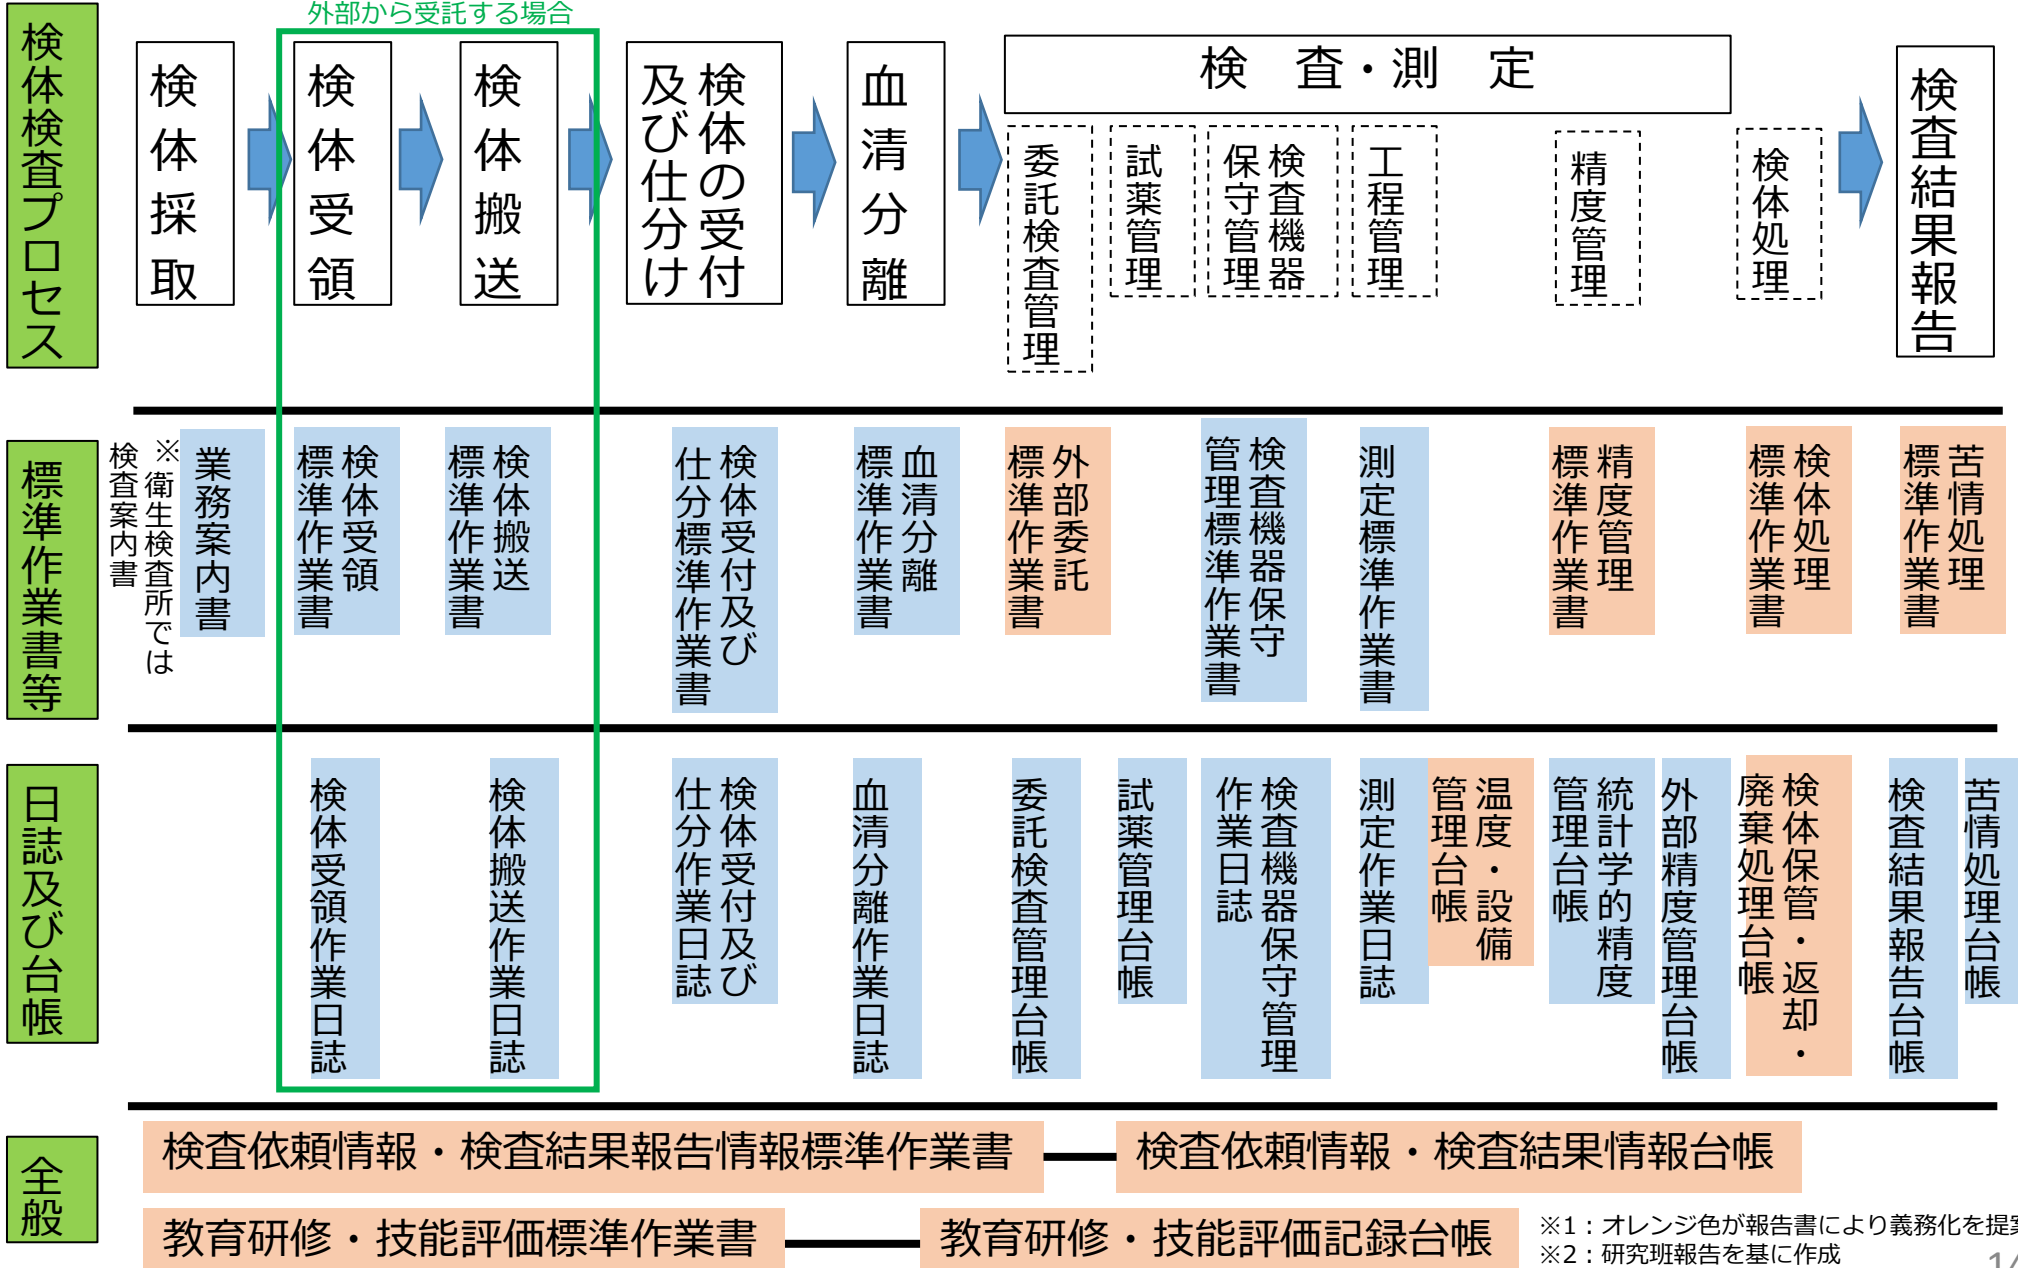 外部から受託する場合
検体検査プロセス
検体採取
検体受領
検体搬送
検体の受付
及び仕分け
血清分離
検 査・測 定
委託検査管理
試薬管理
検査機器
保守管理
工程管理
精度管理
検体処理
検査結果報告
標準作業書等
※衛生検査所では
検査案内書
業務案内書
検体受領
標準作業書
検体搬送
標準作業書
検体受付及び
仕分標準作業書
血清分離
標準作業書
外部委託
標準作業書
検査機器保守
管理標準作業書
測定標準作業書
精度管理
標準作業書
検体処理
標準作業書
苦情処理
標準作業書
日誌及び台帳
検体受領作業日誌
検体搬送作業日誌
検体受付及び
仕分作業日誌
血清分離作業日誌
委託検査管理台帳
試薬管理台帳
検査機器保守管理
作業日誌
測定作業日誌
温度・設備
管理台帳
統計学的精度
管理台帳
外部精度管理台帳
検体保管・返却・
廃棄処理台帳
検査結果報告台帳
苦情処理台帳
全般
検査依頼情報・検査結果報告情報標準作業書
検査依頼情報・検査結果情報台帳
教育研修・技能評価標準作業書
教育研修・技能評価記録台帳
※1：オレンジ色が報告書により義務化を提案
※2：研究班報告を基に作成